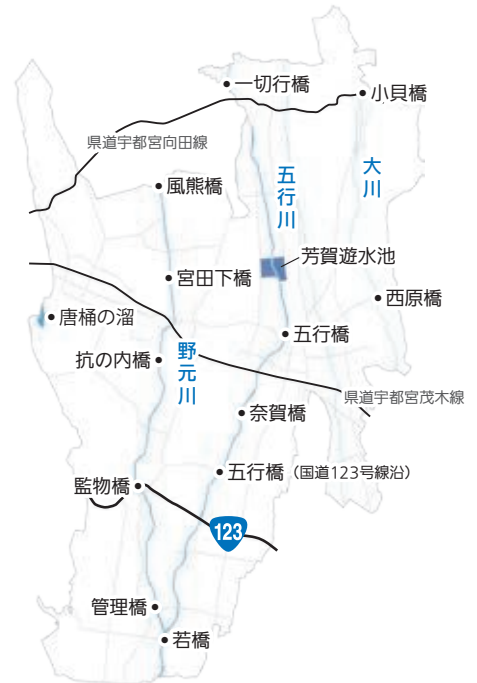 一切行橋
小貝橋
県道宇都宮向田線
風熊橋
五行川
大川
芳賀遊水池
宮田下橋
西原橋
唐桶の溜
五行橋
抗の内橋
野元川
県道宇都宮茂木線
奈賀橋
五行橋（国道123号線沿）
監物橋
123
管理橋
若橋